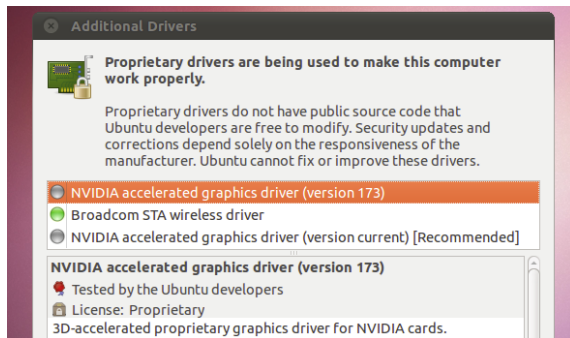 Additional Drivers
Proprietary drivers are being used to make this computer
work properly.
Proprietary drivers do not have public source code that
Ubuntu developers are free to modify. Security updates and
corrections depend solely on the responsiveness of the
manufacturer. Ubuntu cannot fix or improve these drivers.
NVIDIA accelerated graphics driver (version 173)
Broadcom STA wireless driver
NVIDIA accelerated graphics driver (version current) [Recommended]
NVIDIA accelerated graphics driver (version 173)
Tested by the Ubuntu developers
License: Proprietary
3D-accelerated proprietary graphics driver for NVIDIA cards.